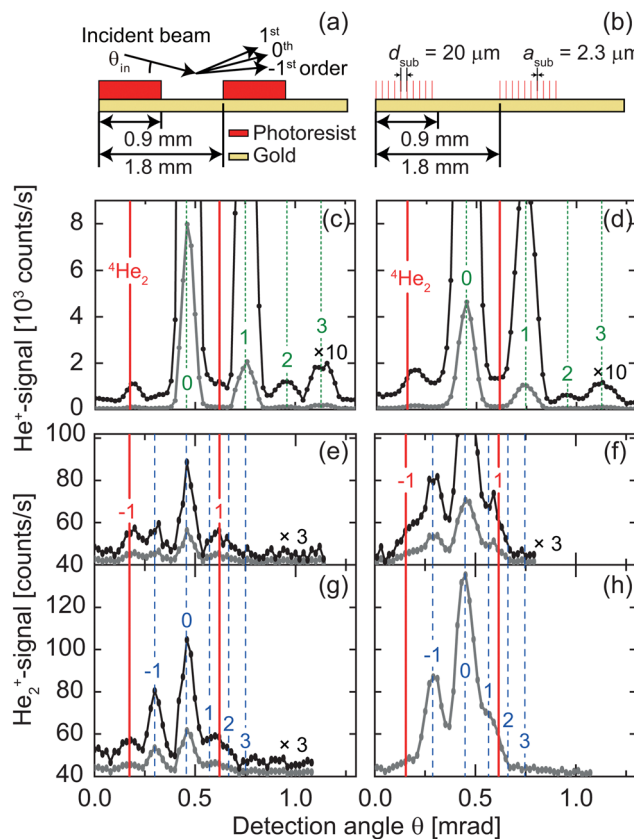 (a)
Incident beam
θin
1st
0th
-1st order
0.9 mm
1.8 mm
Photoresist
Gold
(b)
dsub = 20 μm
asub = 2.3 μm
0.9 mm
1.8 mm
He+-signal [10³ counts/s]
8
6
4
2
0
(c)
⁴He₂
0
1
2
3
×10
(d)
⁴He₂
0
1
2
3
×10
He₂+-signal [counts/s]
100
80
60
40
(e)
-1
1
× 3
(f)
-1
1
× 3
120
100
80
60
40
(g)
-1
0
1
2
3
× 3
(h)
-1
0
1
2
3
0.0
0.5
1.0
0.0
0.5
1.0
Detection angle θ [mrad]